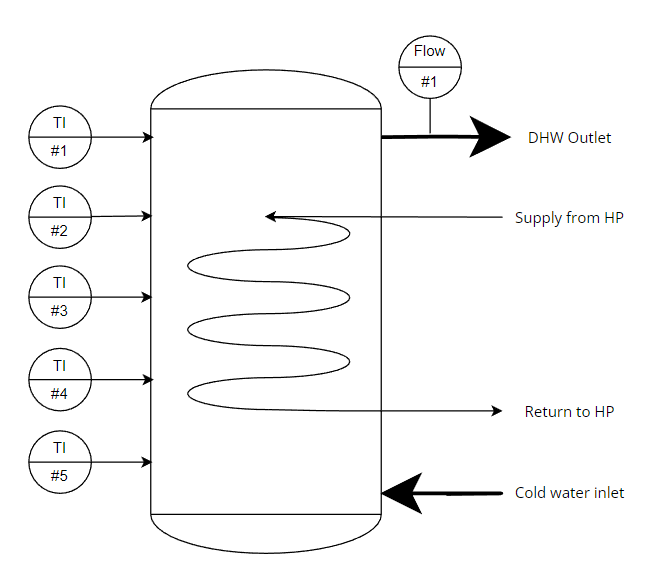 Flow
#1
TI
#1
DHW Outlet
TI
#2
Supply from HP
TI
#3
TI
#4
Return to HP
TI
#5
Cold water inlet